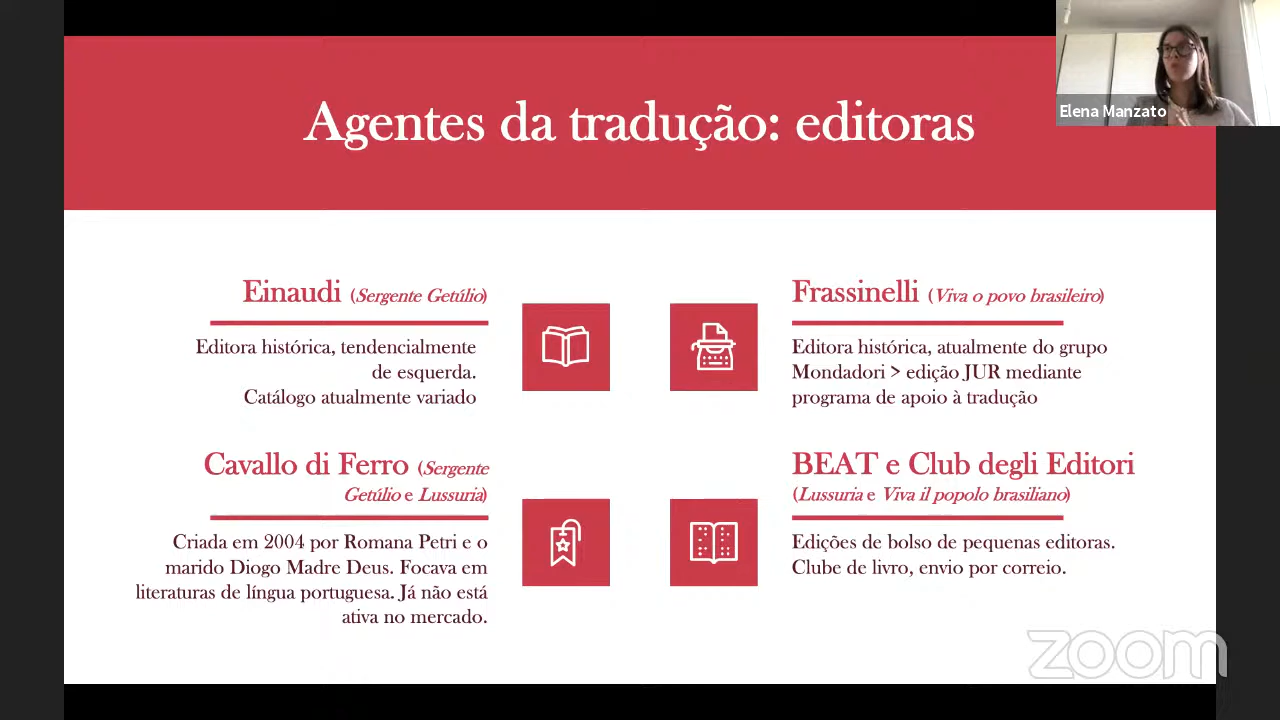 Elena Manzato
Agentes da tradução: editoras
Einaudi (Sergente Getúlio)
Editora histórica, tendencialmente
de esquerda.
Catálogo atualmente variado
Frassinelli (Viva o povo brasileiro)
Editora histórica, atualmente do grupo
Mondadori > edição JUR mediante
programa de apoio à tradução
Cavallo di Ferro (Sergente
Getúlio e Lussuria)
Criada em 2004 por Romana Petri e o
marido Diogo Madre Deus. Focava em
literaturas de língua portuguesa. Já não está
ativa no mercado.
BEAT e Club degli Editori
(Lussuria e Viva il popolo brasiliano)
Edições de bolso de pequenas editoras.
Clube de livro, envio por correio.
zoom